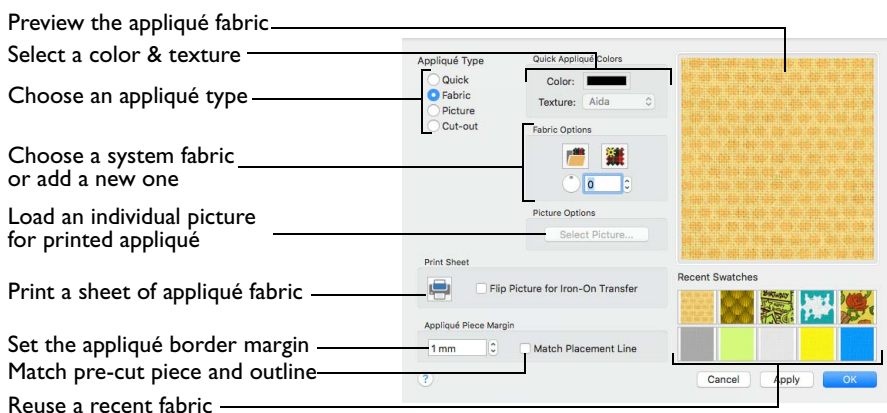 Preview the appliqué fabric
Select a color & texture
Choose an appliqué type
Choose a system fabric
or add a new one
Load an individual picture
for printed appliqué
Print a sheet of appliqué fabric
Set the appliqué border margin
Match pre-cut piece and outline
Reuse a recent fabric
Appliqué Type
Quick
Fabric
Picture
Cut-out
Quick Appliqué Colors
Color:
Texture: Aida
Fabric Options
0
Picture Options
Select Picture...
Print Sheet
Flip Picture for Iron-On Transfer
Appliqué Piece Margin
1 mm
Match Placement Line
?
Recent Swatches
Cancel
Apply
OK